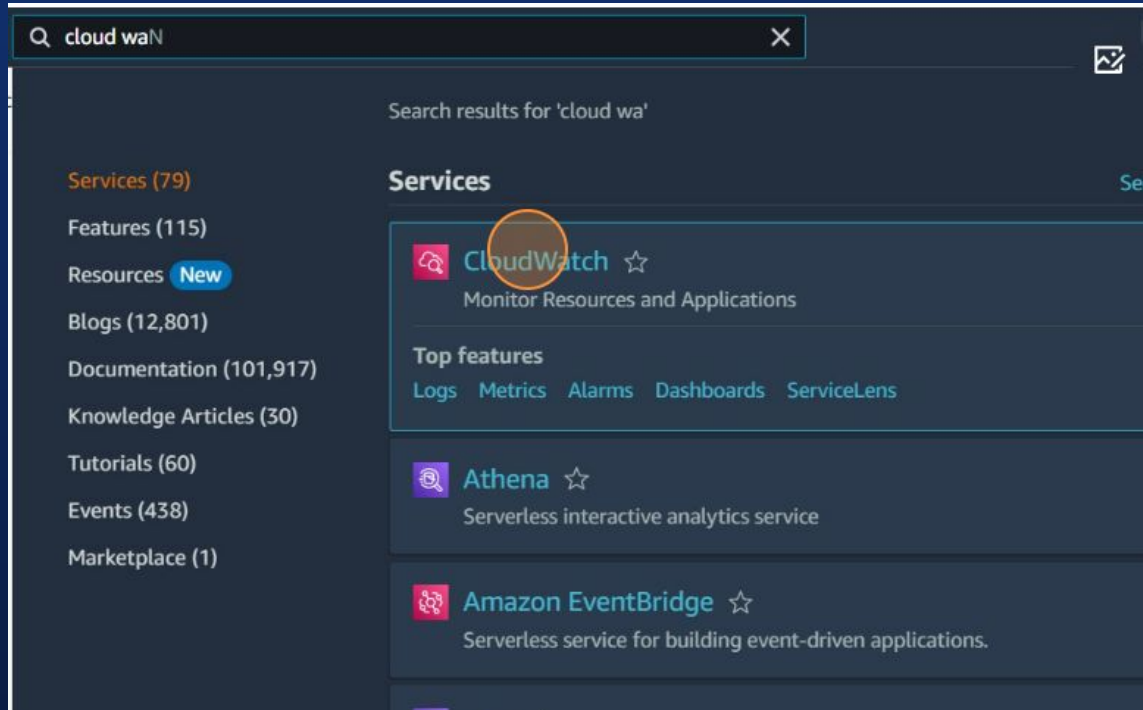 cloud waN
Search results for 'cloud wa'
Services (79)
Features (115)
Resources New
Blogs (12,801)
Documentation (101,917)
Knowledge Articles (30)
Tutorials (60)
Events (438)
Marketplace (1)
Services
Se
CloudWatch
Monitor Resources and Applications
Top features
Logs Metrics Alarms Dashboards ServiceLens
Athena
Serverless interactive analytics service
Amazon EventBridge
Serverless service for building event-driven applications.